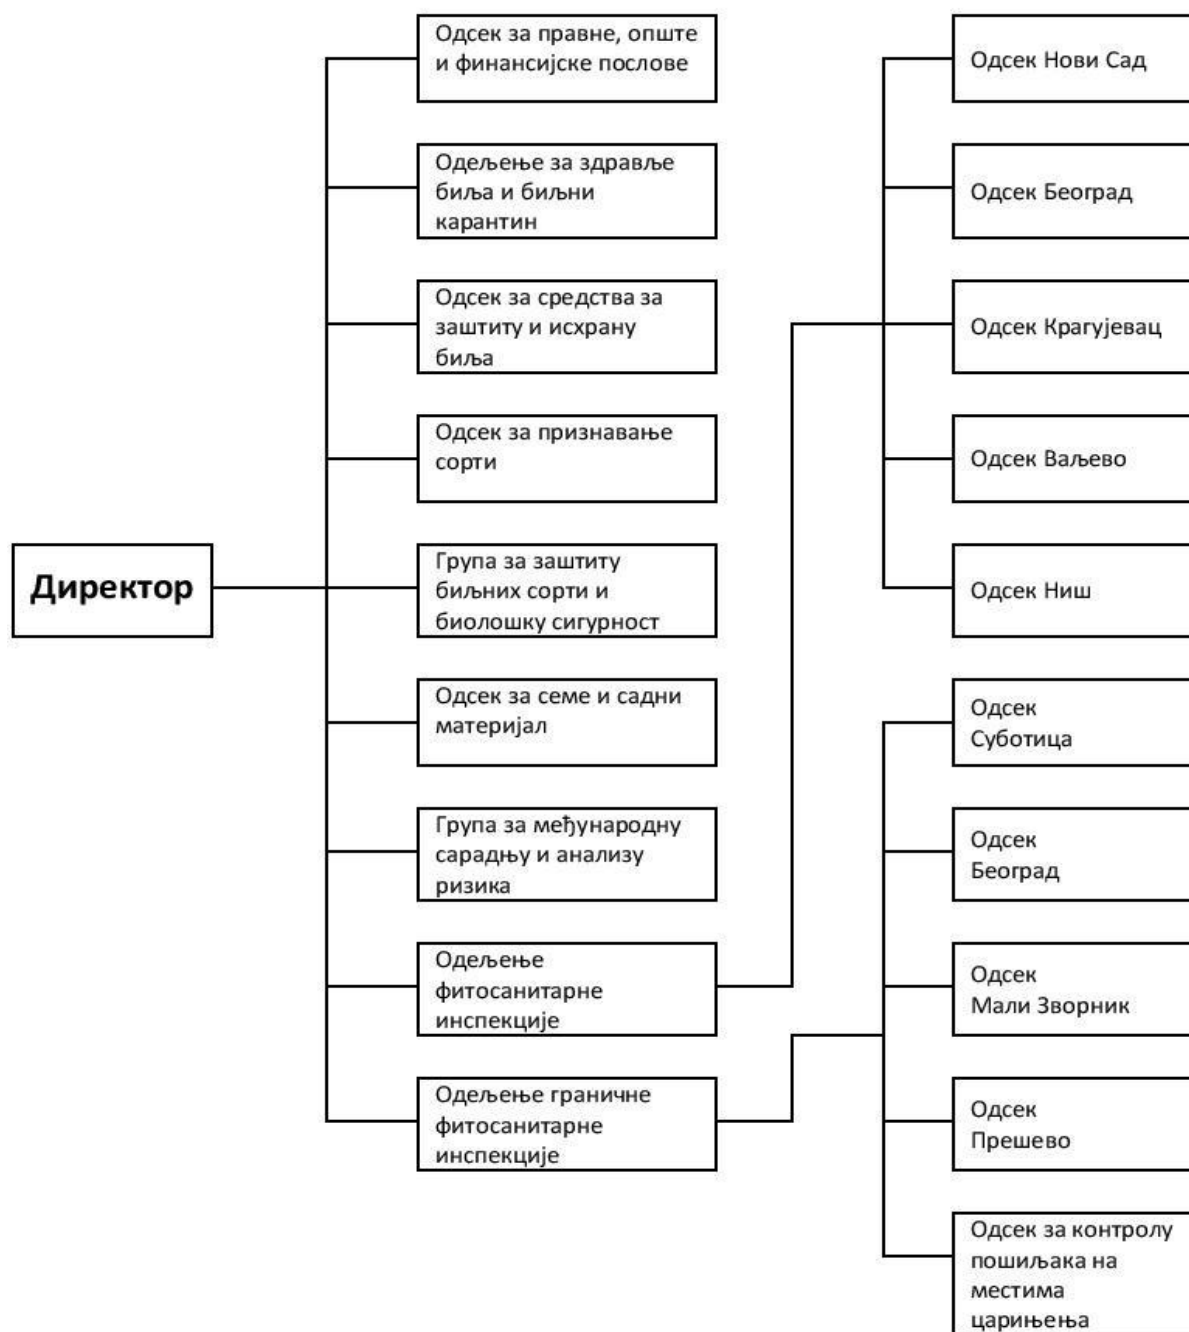 Директор
Одсек за правне, опште
и финансијске послове
Одељење за здравље
биља и биљни
карантин
Одсек за средства за
заштиту и исхрану
биља
Одсек за признавање
сорти
Група за заштиту
биљних сорти и
биолошку сигурност
Одсек за семе и садни
материјал
Група за међународну
сарадњу и анализу
ризика
Одељење
фитосанитарне
инспекције
Одељење граничне
фитосанитарне
инспекције
Одсек Нови Сад
Одсек Београд
Одсек Крагујевац
Одсек Ваљево
Одсек Ниш
Одсек
Суботица
Одсек
Београд
Одсек
Мали Зворник
Одсек
Прешево
Одсек за контролу
пошиљака на
местима
царињења